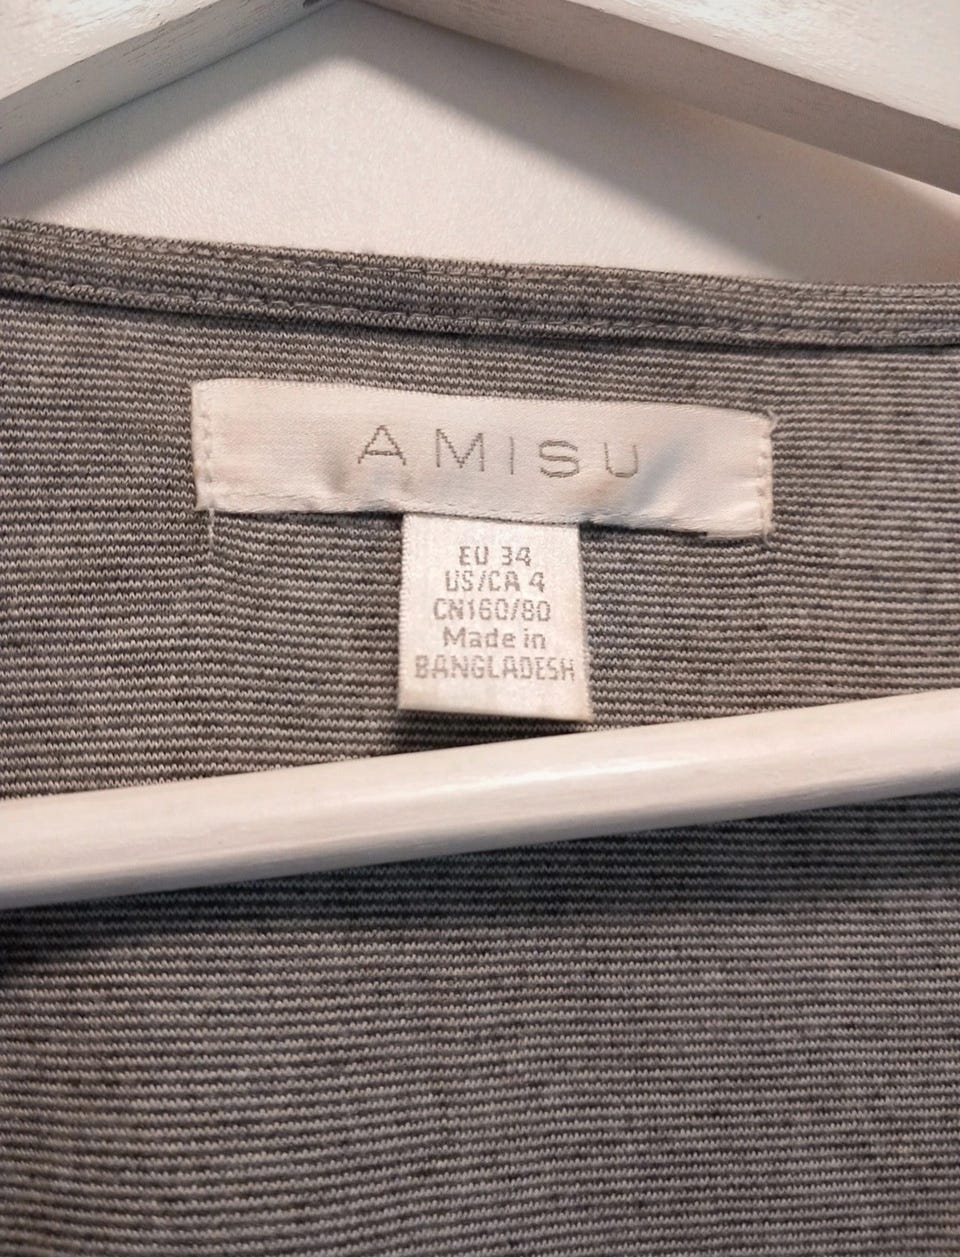 AMISU
EU 34
US/CA 4
CN160/80
Made in
BANGLADESH